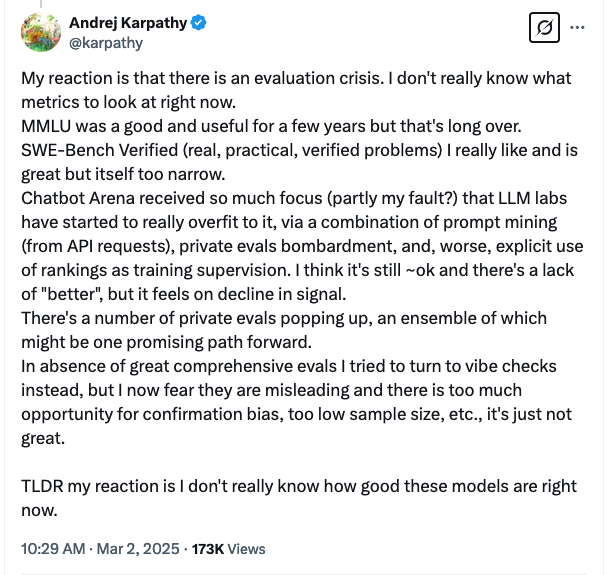 Andrej Karpathy
@karpathy
My reaction is that there is an evaluation crisis. I don't really know what
metrics to look at right now.
MMLU was a good and useful for a few years but that's long over.
SWE-Bench Verified (real, practical, verified problems) I really like and is
great but itself too narrow.
Chatbot Arena received so much focus (partly my fault?) that LLM labs
have started to really overfit to it, via a combination of prompt mining
(from API requests), private evals bombardment, and, worse, explicit use
of rankings as training supervision. I think it's still ~ok and there's a lack
of "better", but it feels on decline in signal.
There's a number of private evals popping up, an ensemble of which
might be one promising path forward.
In absence of great comprehensive evals I tried to turn to vibe checks
instead, but I now fear they are misleading and there is too much
opportunity for confirmation bias, too low sample size, etc., it's just not
great.
TLDR my reaction is I don't really know how good these models are right
now.
10:29 AM · Mar 2, 2025 · 173K Views